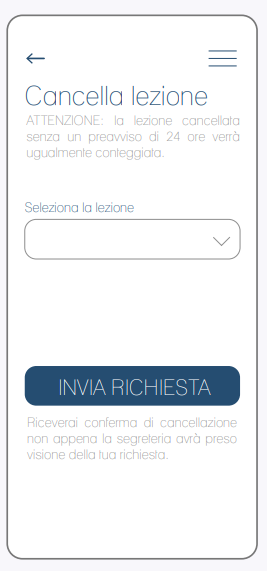 Cancella lezione
ATTENZIONE: la lezione cancellata
senza un preavviso di 24 ore verrà
ugualmente conteggiata.
Seleziona la lezione
INVIA RICHIESTA
Riceverai conferma di cancellazione
non appena la segreteria avrà preso
visione della tua richiesta.